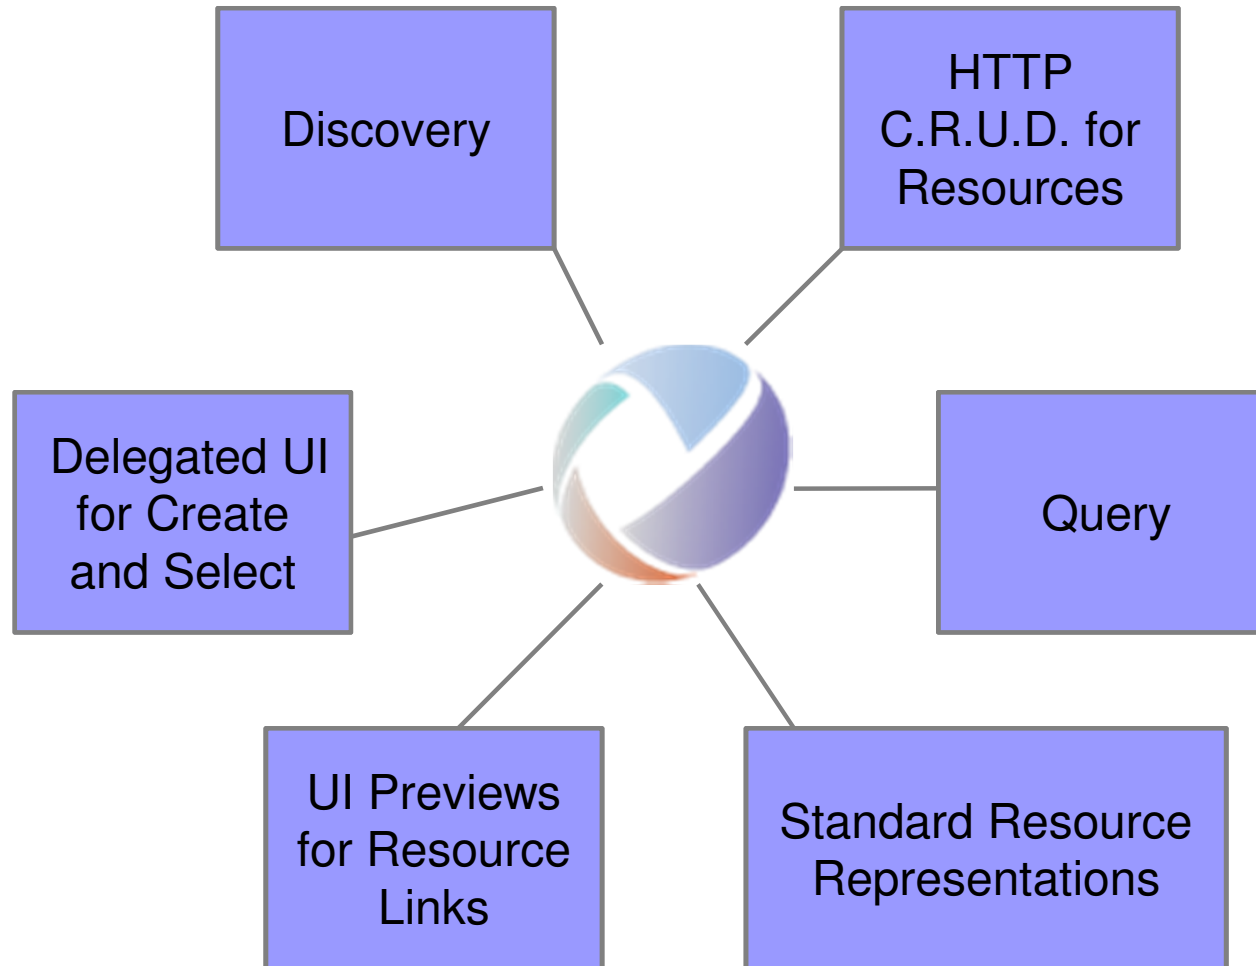 Discovery
HTTP
C.R.U.D. for
Resources
Delegated UI
for Create
and Select
Query
UI Previews
for Resource
Links
Standard Resource
Representations